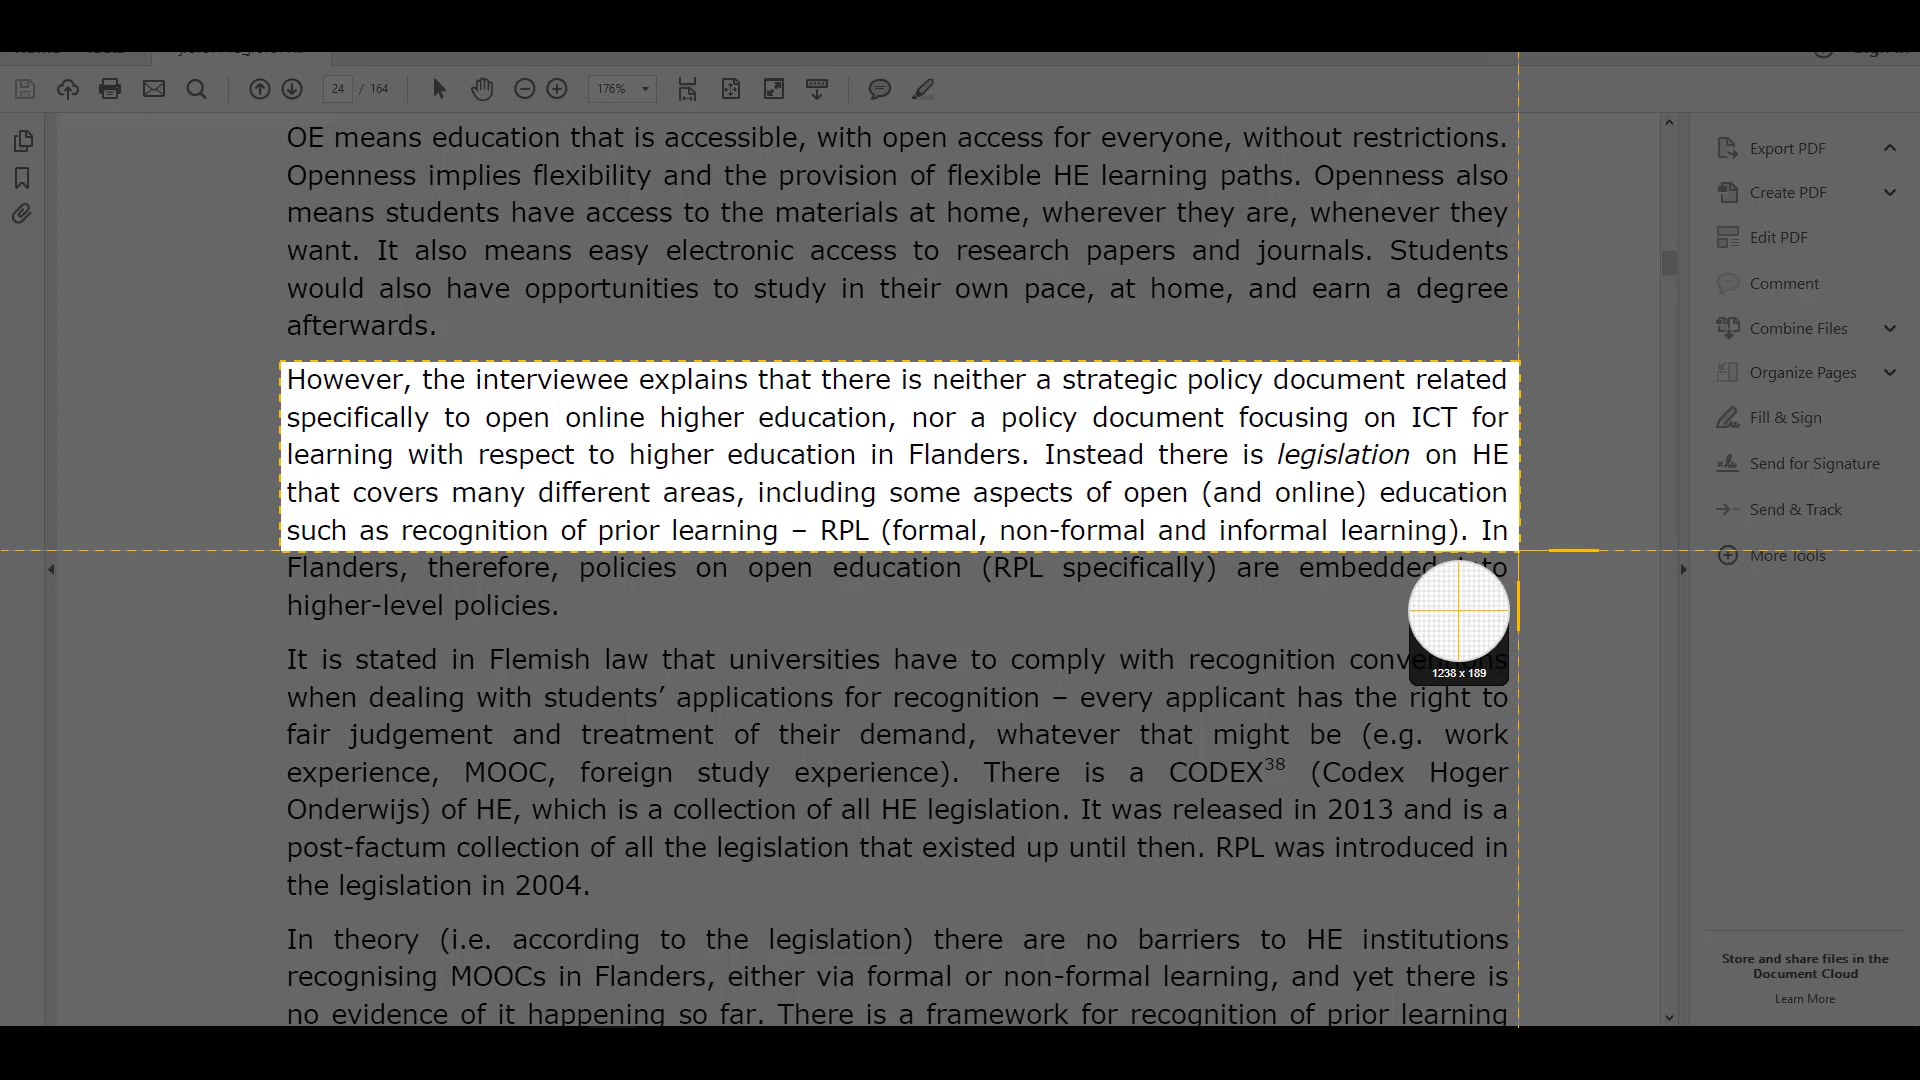 24 / 164
176%
OE means education that is accessible, with open access for everyone, without restrictions.
Openness implies flexibility and the provision of flexible HE learning paths. Openness also
means students have access to the materials at home, wherever they are, whenever they
want. It also means easy electronic access to research papers and journals. Students
would also have opportunities to study in their own pace, at home, and earn a degree
afterwards.
However, the interviewee explains that there is neither a strategic policy document related
specifically to open online higher education, nor a policy document focusing on ICT for
learning with respect to higher education in Flanders. Instead there is legislation on HE
that covers many different areas, including some aspects of open (and online) education
such as recognition of prior learning – RPL (formal, non-formal and informal learning). In
Flanders, therefore, policies on open education (RPL specifically) are embedded into
higher-level policies.
It is stated in Flemish law that universities have to comply with recognition conventions
when dealing with students’ applications for recognition – every applicant has the right to
fair judgement and treatment of their demand, whatever that might be (e.g. work
experience, MOOC, foreign study experience). There is a CODEX38 (Codex Hoger
Onderwijs) of HE, which is a collection of all HE legislation. It was released in 2013 and is a
post-factum collection of all the legislation that existed up until then. RPL was introduced in
the legislation in 2004.
In theory (i.e. according to the legislation) there are no barriers to HE institutions
recognising MOOCs in Flanders, either via formal or non-formal learning, and yet there is
no evidence of it happening so far. There is a framework for recognition of prior learning
1238 x 189
Export PDF
Create PDF
Edit PDF
Comment
Combine Files
Organize Pages
Fill & Sign
Send for Signature
Send & Track
More Tools
Store and share files in the
Document Cloud
Learn More